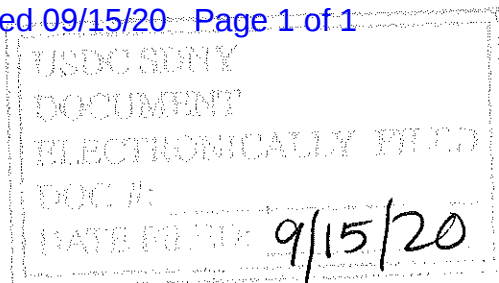 ed 09/15/20 Page 1 of 1
USDC SDNY
DOCUMENT
ELECTRONICALLY FILED
DOC #:
DATE FILED: 9/15/20